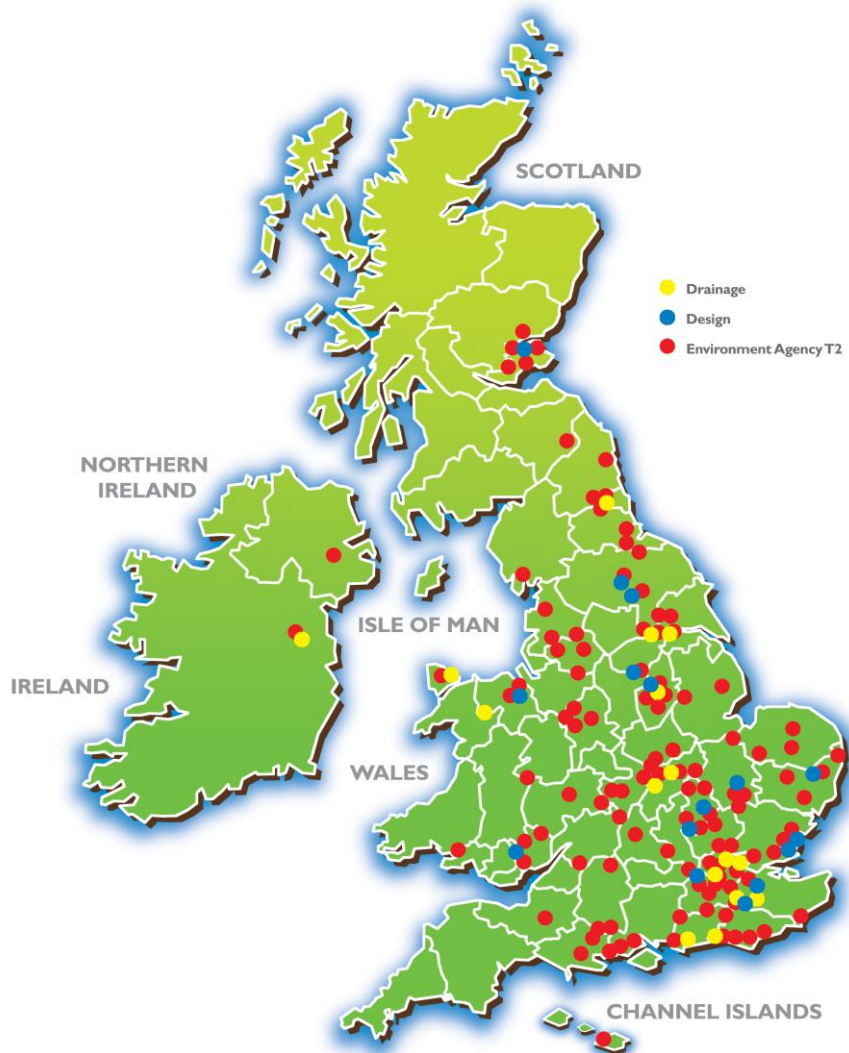 SCOTLAND
Drainage
Design
Environment Agency T2
NORTHERN
IRELAND
ISLE OF MAN
IRELAND
WALES
CHANNEL ISLANDS